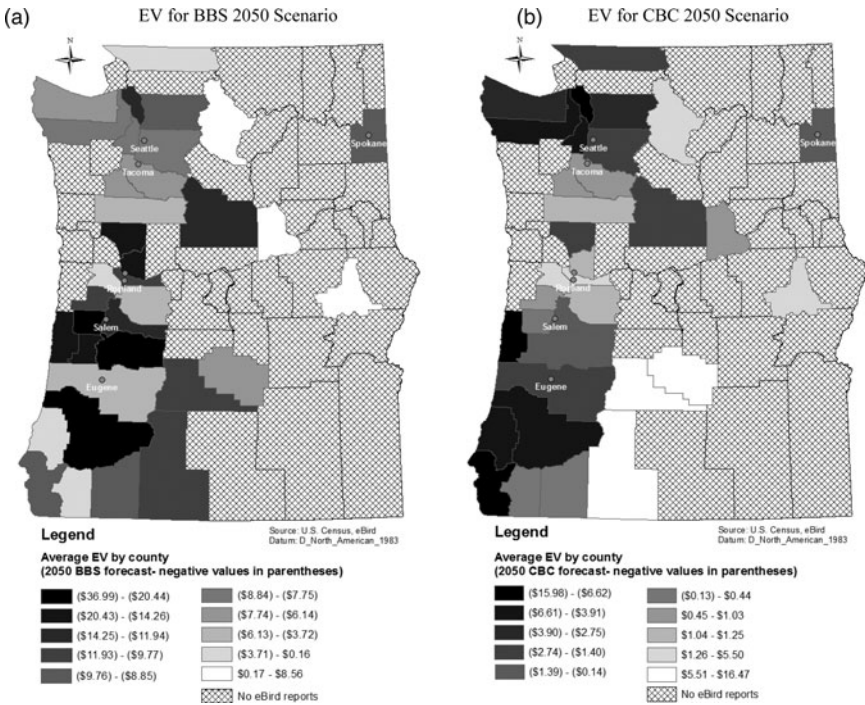 (a)
EV for BBS 2050 Scenario
N
Seattle
Spokane
Tacoma
Portland
Salem
Eugene
Legend
Source: U.S. Census, eBird
Datum: D_North_American_1983
Average EV by county
(2050 BBS forecast- negative values in parentheses)
($36.99) - ($20.44)
($20.43) - ($14.26)
($14.25) - ($11.94)
($11.93) - ($9.77)
($9.76) - ($8.85)
($8.84) - ($7.75)
($7.74) - ($6.14)
($6.13) - ($3.72)
($3.71) - $0.16
$0.17 - $8.56
No eBird reports
(b)
EV for CBC 2050 Scenario
N
Seattle
Spokane
Tacoma
Portland
Salem
Eugene
Legend
Source: U.S. Census, eBird
Datum: D_North_American_1983
Average EV by county
(2050 CBC forecast- negative values in parentheses)
($15.98) - ($6.62)
($6.61) - ($3.91)
($3.90) - ($2.75)
($2.74) - ($1.40)
($1.39) - ($0.14)
($0.13) - $0.44
$0.45 - $1.03
$1.04 - $1.25
$1.26 - $5.50
$5.51 - $16.47
No eBird reports